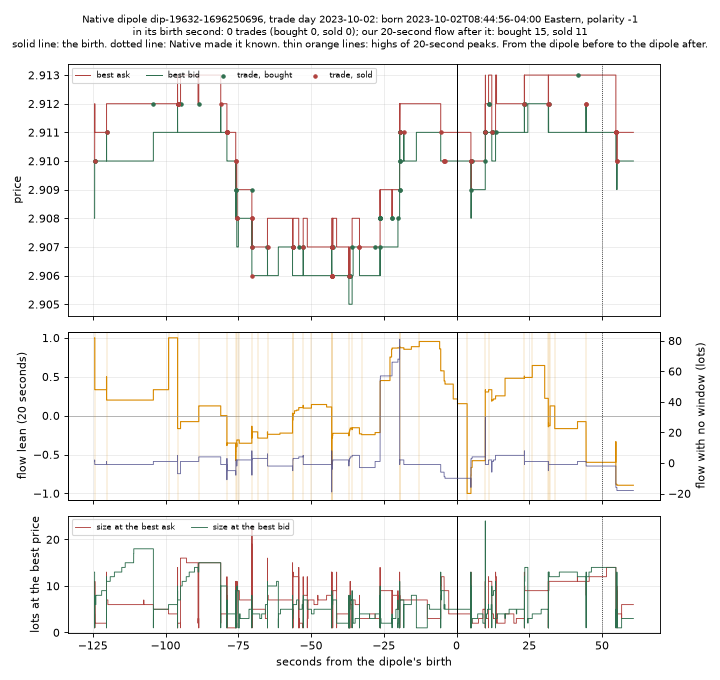 Native dipole dip-19632-1696250696, trade day 2023-10-02: born 2023-10-02T08:44:56-04:00 Eastern, polarity -1
in its birth second: 0 trades (bought 0, sold 0); our 20-second flow after it: bought 15, sold 11
solid line: the birth. dotted line: Native made it known. thin orange lines: highs of 20-second peaks. From the dipole before to the dipole after.
best ask
best bid
trade, bought
trade, sold
2.913
2.912
2.911
2.910
2.909
2.908
2.907
2.906
2.905
price
1.0
0.5
0.0
−0.5
−1.0
flow lean (20 seconds)
80
60
40
20
0
−20
flow with no window (lots)
size at the best ask
size at the best bid
20
10
0
lots at the best price
−125
−100
−75
−50
−25
0
25
50
seconds from the dipole's birth